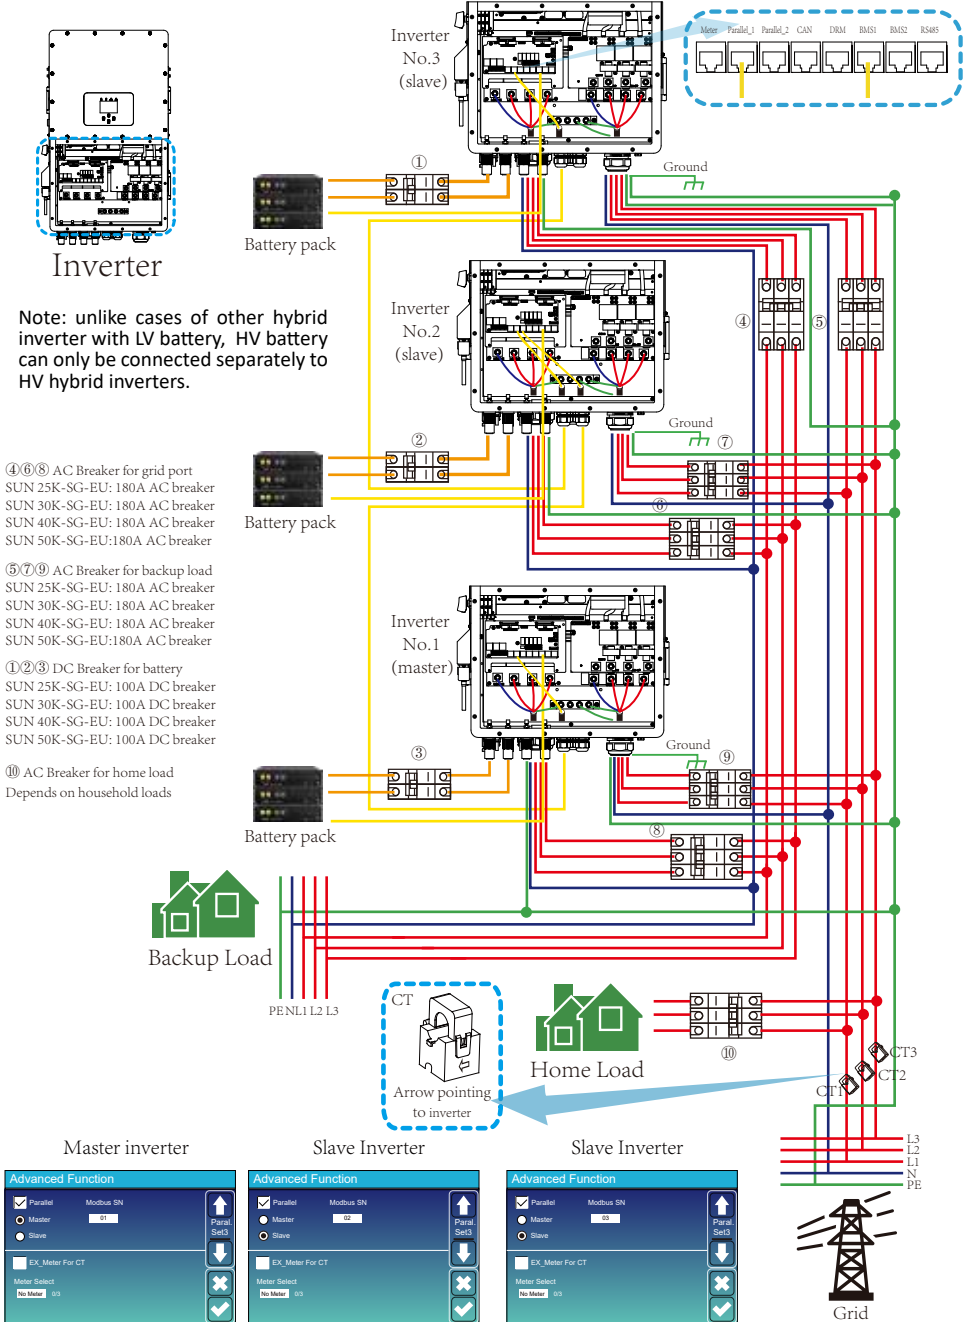 Inverter
No.3
(slave)
Meter Parallel_1 Parallel_2 CAN DRM BMS1 BMS2 RS485
①
Ground
Battery pack
Inverter
Note: unlike cases of other hybrid
inverter with LV battery, HV battery
can only be connected separately to
HV hybrid inverters.
Inverter
No.2
(slave)
④
⑤
②
Ground
⑦
Battery pack
⑥
④⑥⑧ AC Breaker for grid port
SUN 25K-SG-EU: 180A AC breaker
SUN 30K-SG-EU: 180A AC breaker
SUN 40K-SG-EU: 180A AC breaker
SUN 50K-SG-EU:180A AC breaker
⑤⑦⑨ AC Breaker for backup load
SUN 25K-SG-EU: 180A AC breaker
SUN 30K-SG-EU: 180A AC breaker
SUN 40K-SG-EU: 180A AC breaker
SUN 50K-SG-EU:180A AC breaker
①②③ DC Breaker for battery
SUN 25K-SG-EU: 100A DC breaker
SUN 30K-SG-EU: 100A DC breaker
SUN 40K-SG-EU: 100A DC breaker
SUN 50K-SG-EU: 100A DC breaker
⑩ AC Breaker for home load
Depends on household loads
Inverter
No.1
(master)
③
Ground
⑨
Battery pack
⑧
Backup Load
PE N L1 L2 L3
CT
Arrow pointing
to inverter
Home Load
⑩
CT3
CT2
CT1
L3
L2
L1
N
PE
Grid
Master inverter
Advanced Function
Parallel Modbus SN
Master 01
Slave
Paral.
Set3
EX_Meter For CT
Meter Select
No Meter 0/3
Slave Inverter
Advanced Function
Parallel Modbus SN
Master 02
Slave
Paral.
Set3
EX_Meter For CT
Meter Select
No Meter 0/3
Slave Inverter
Advanced Function
Parallel Modbus SN
Master 03
Slave
Paral.
Set3
EX_Meter For CT
Meter Select
No Meter 0/3